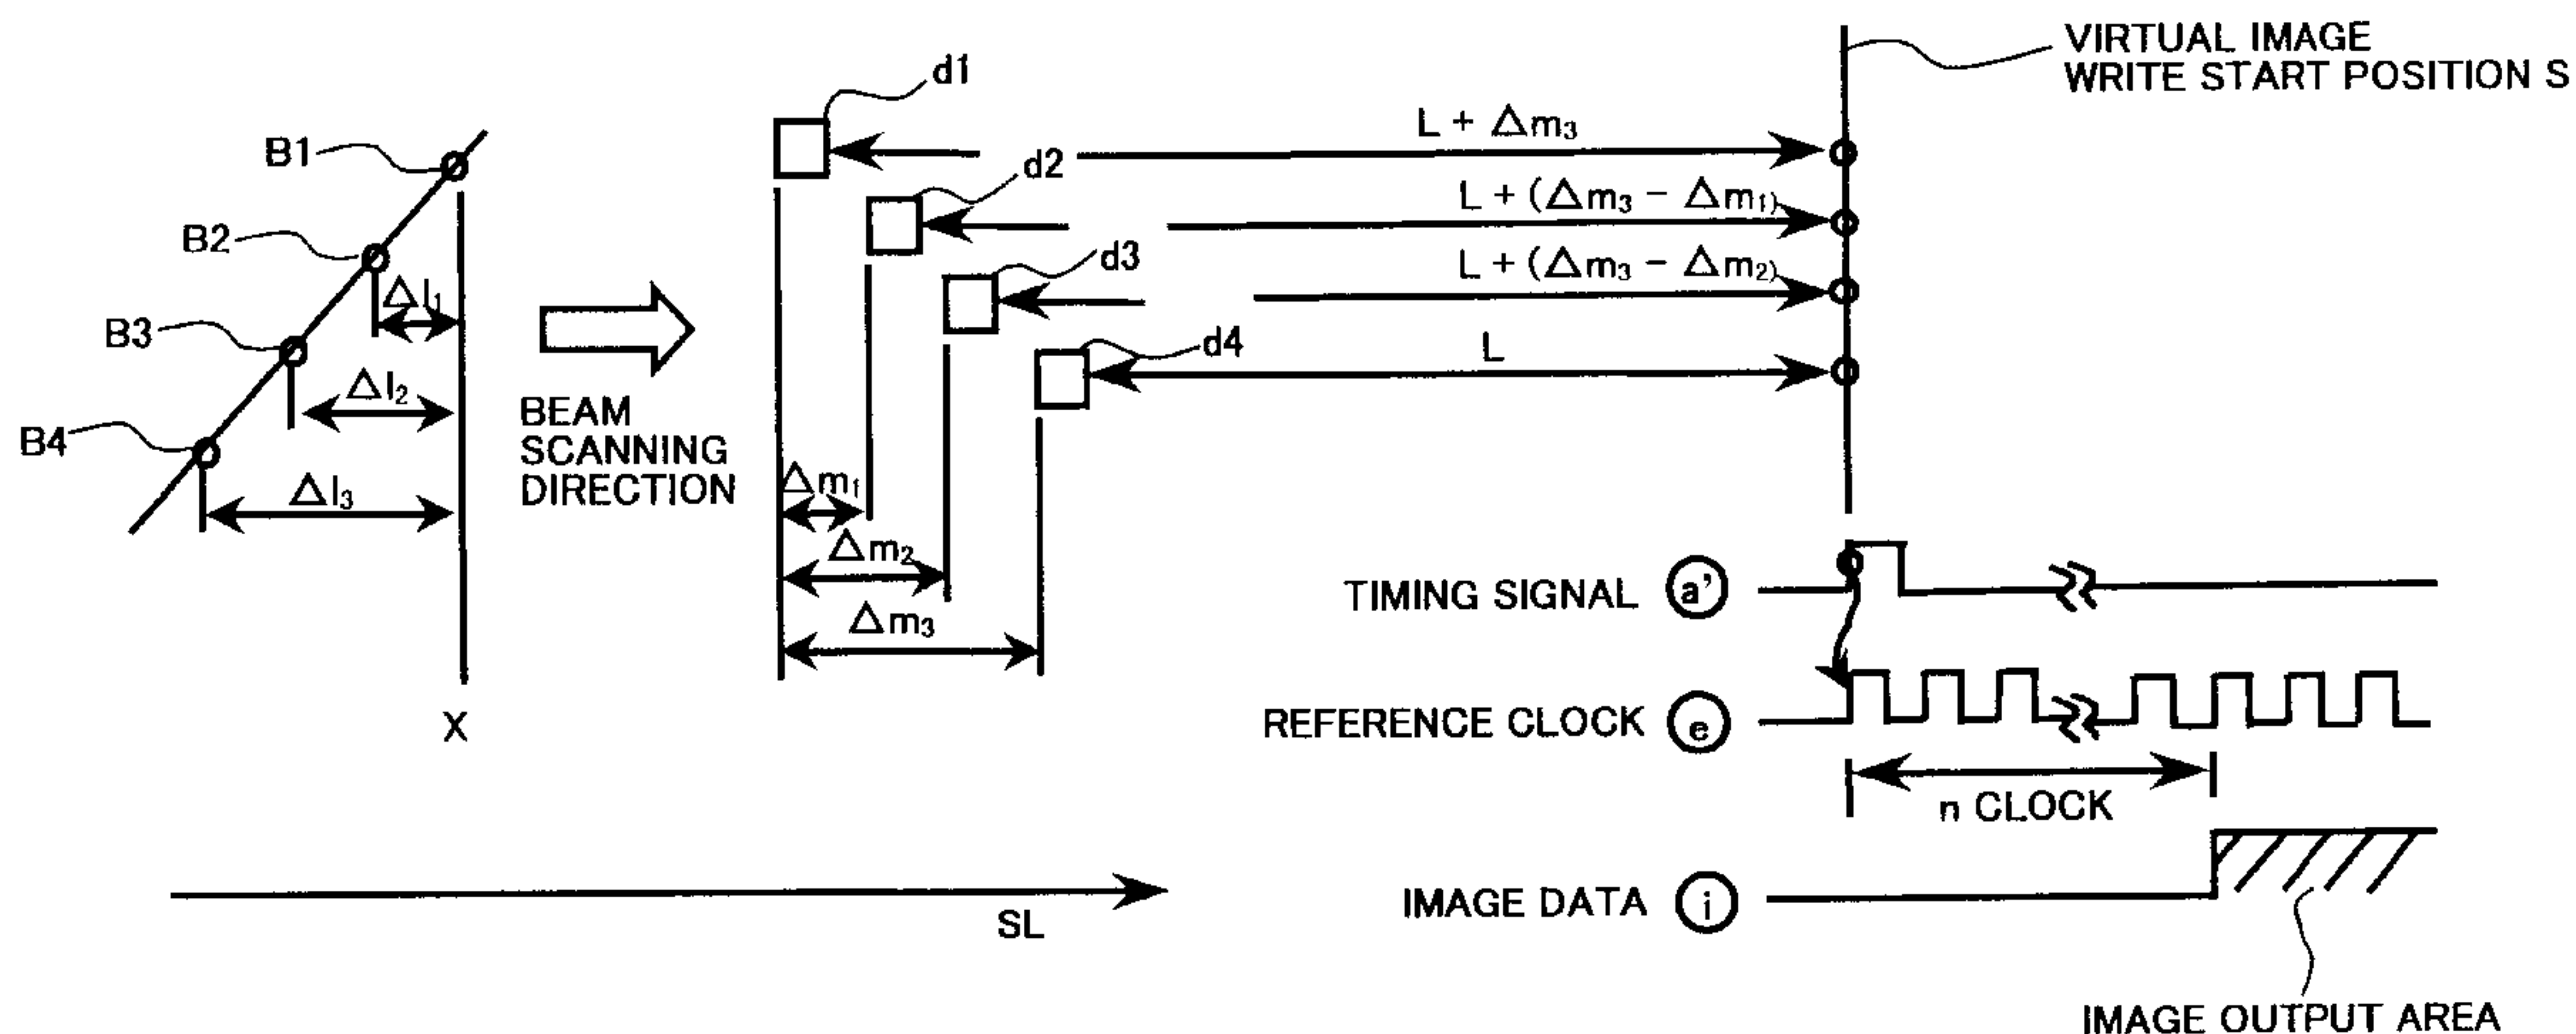 VIRTUAL IMAGE
WRITE START POSITION S
d1
B1
L + Δm₃
d2
L + (Δm₃ - Δm₁)
B2
d3
L + (Δm₃ - Δm₂)
Δl₁
B3
d4
L
Δl₂
BEAM
SCANNING
DIRECTION
B4
Δl₃
Δm₁
Δm₂
TIMING SIGNAL a'
Δm₃
X
REFERENCE CLOCK e
n CLOCK
SL
IMAGE DATA i
IMAGE OUTPUT AREA